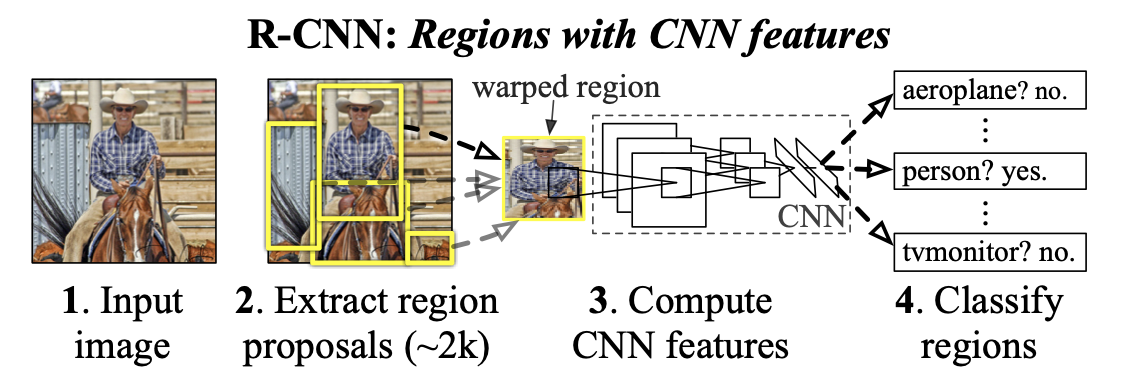 R-CNN: Regions with CNN features
warped region
aeroplane? no.
⋮
person? yes.
⋮
tvmonitor? no.
CNN
1. Input
image
2. Extract region
proposals (~2k)
3. Compute
CNN features
4. Classify
regions